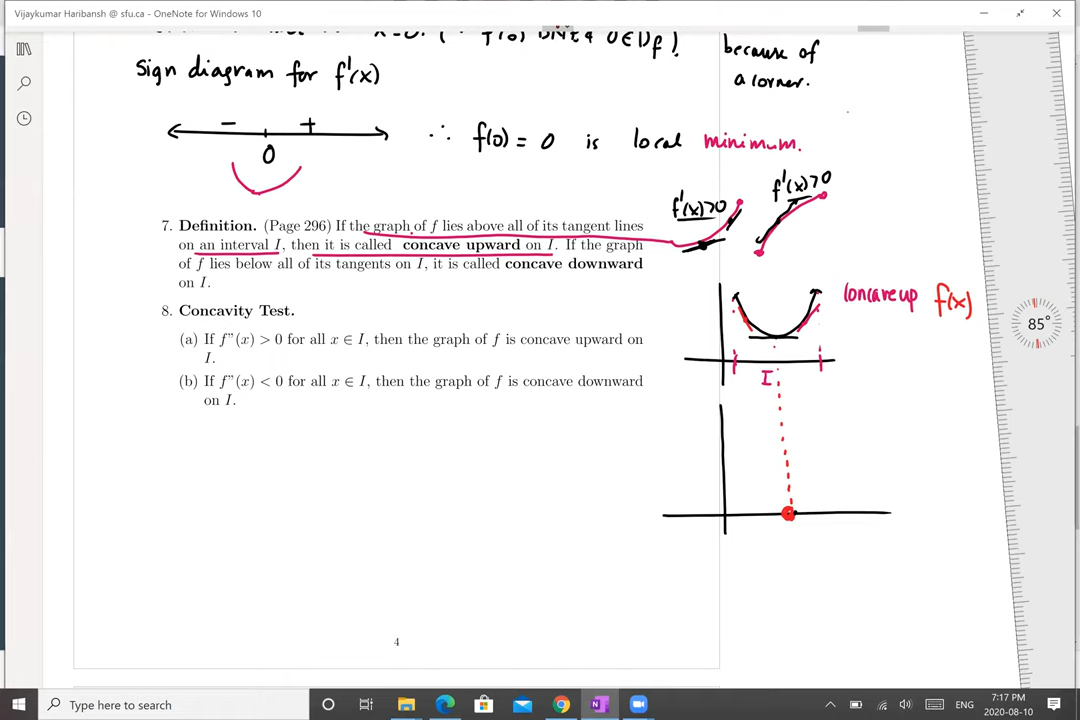 Vijaykumar Haribansh @ sfu.ca - OneNote for Windows 10
because of
a corner.
Sign diagram for f'(x)
− +
0
∴ f(0) = 0 is local minimum.
f'(x)>0
f'(x)>0
7. Definition. (Page 296) If the graph of f lies above all of its tangent lines
on an interval I, then it is called concave upward on I. If the graph
of f lies below all of its tangents on I, it is called concave downward
on I.
8. Concavity Test.
(a) If f”(x) > 0 for all x ∈ I, then the graph of f is concave upward on
I.
(b) If f”(x) < 0 for all x ∈ I, then the graph of f is concave downward
on I.
concave up f(x)
I
85°
4
Type here to search
ENG
7:17 PM
2020-08-10